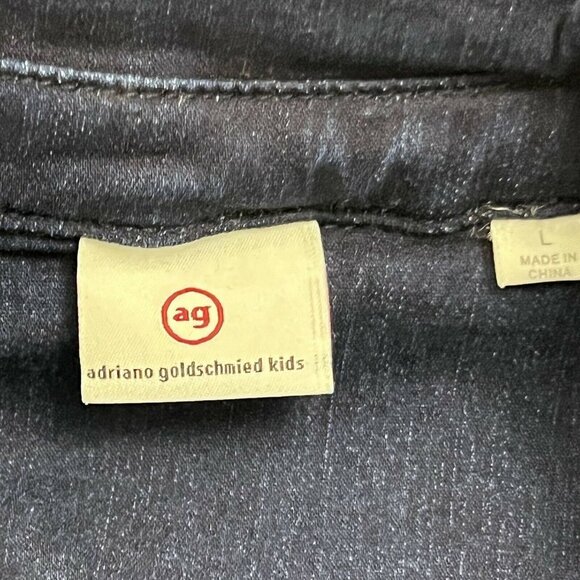 ag
adriano goldschmied kids
L
MADE IN
CHINA